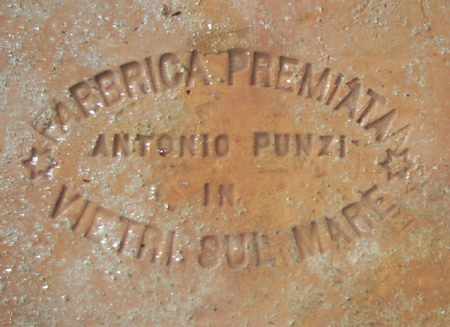 FABBRICA PREMIATA
ANTONIO PUNZI
IN
VIETRI SUL MARE